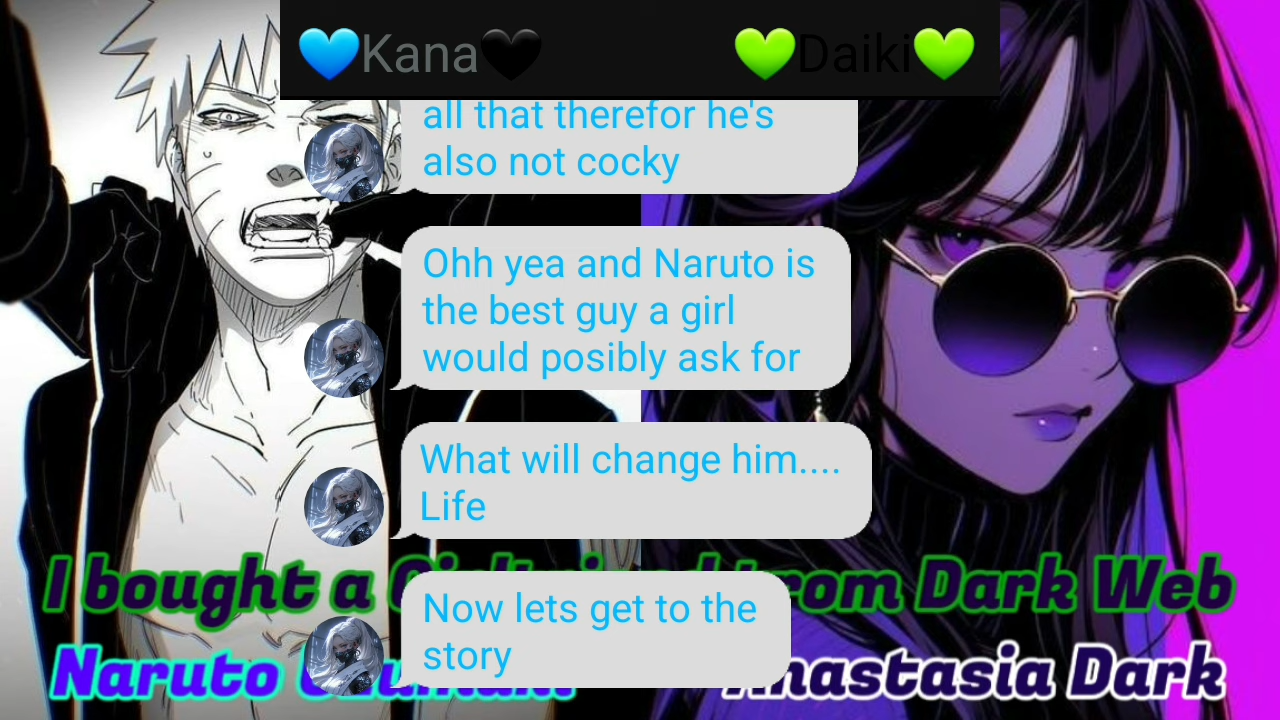 💙Kana🖤 💚Daiki💚
all that therefor he's
also not cocky
Ohh yea and Naruto is
the best guy a girl
would posibly ask for
What will change him....
Life
Now lets get to the
story
I bought a from Dark Web
Naruto Anastasia Dark